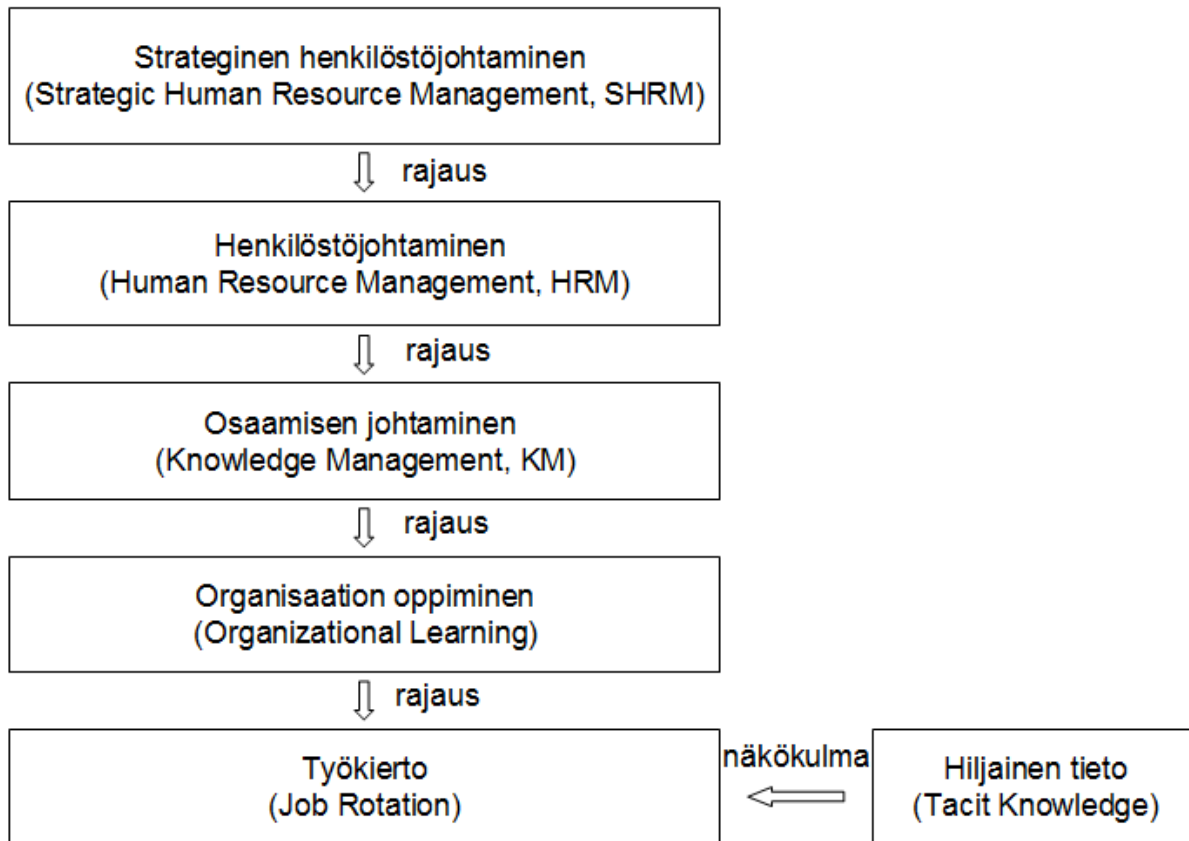 Strateginen henkilöstöjohtaminen
(Strategic Human Resource Management, SHRM)
rajaus
Henkilöstöjohtaminen
(Human Resource Management, HRM)
rajaus
Osaamisen johtaminen
(Knowledge Management, KM)
rajaus
Organisaation oppiminen
(Organizational Learning)
rajaus
Työkierto
(Job Rotation)
näkökulma
Hiljainen tieto
(Tacit Knowledge)